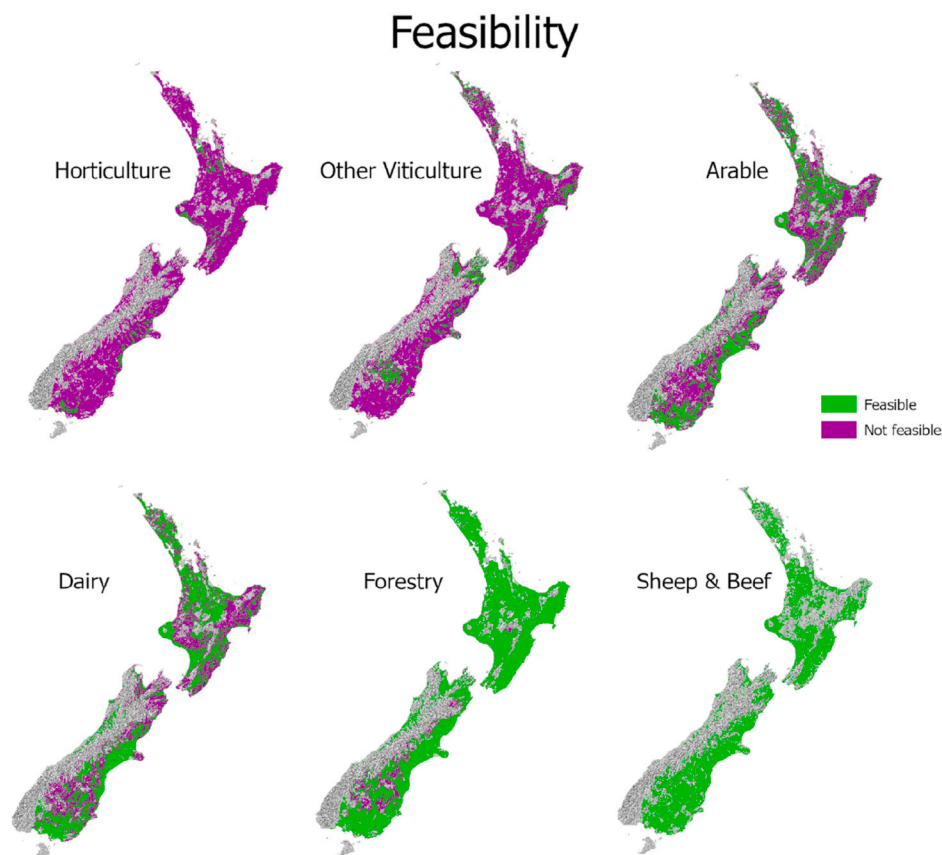 Feasibility
Horticulture
Other Viticulture
Arable
Feasible
Not feasible
Dairy
Forestry
Sheep & Beef